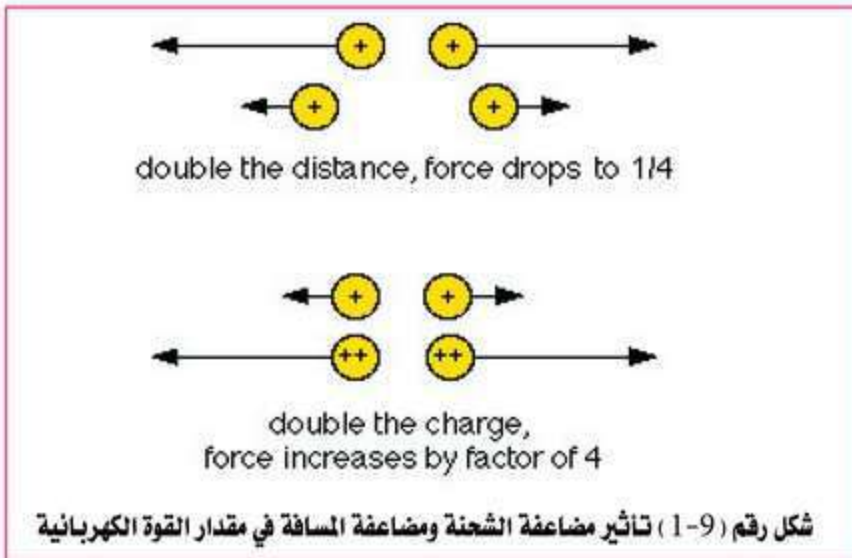 + +
+ +
double the distance, force drops to 1/4
+ +
++ ++
double the charge,
force increases by factor of 4
شكل رقم (9-1) تأثير مضاعفة الشحنة ومضاعفة المسافة في مقدار القوة الكهربائية